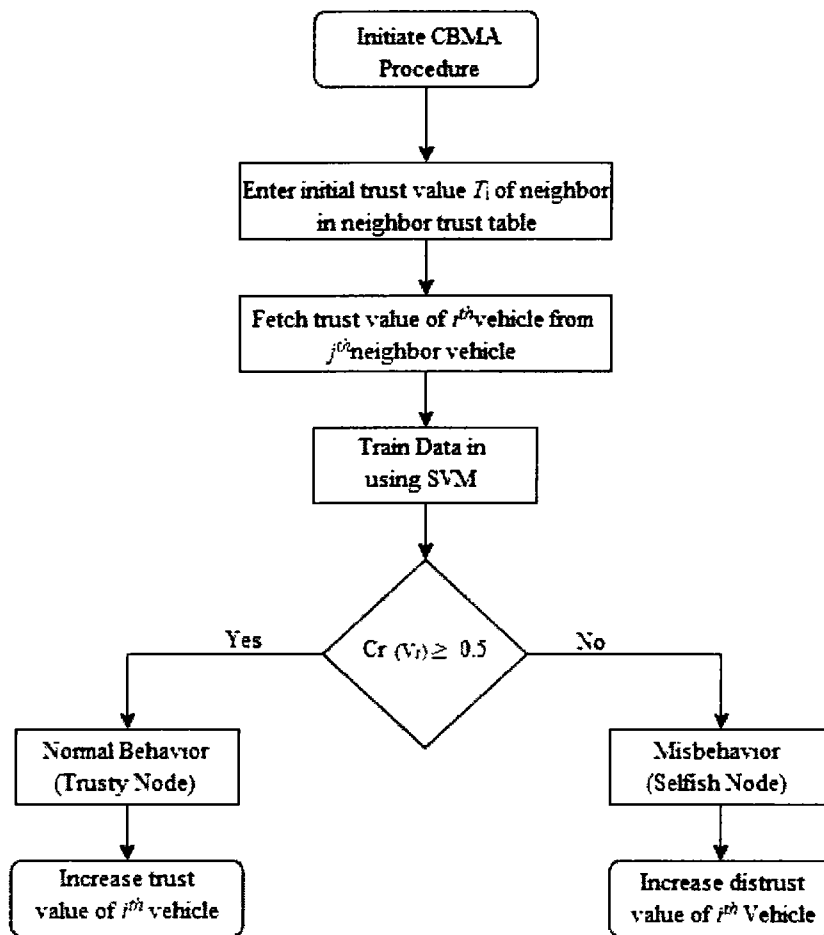 Initiate CBMA
Procedure
Enter initial trust value Ti of neighbor
in neighbor trust table
Fetch trust value of ith vehicle from
jth neighbor vehicle
Train Data in
using SVM
Cr (Vi) ≥ 0.5
Yes
No
Normal Behavior
(Trusty Node)
Misbehavior
(Selfish Node)
Increase trust
value of ith vehicle
Increase distrust
value of ith Vehicle